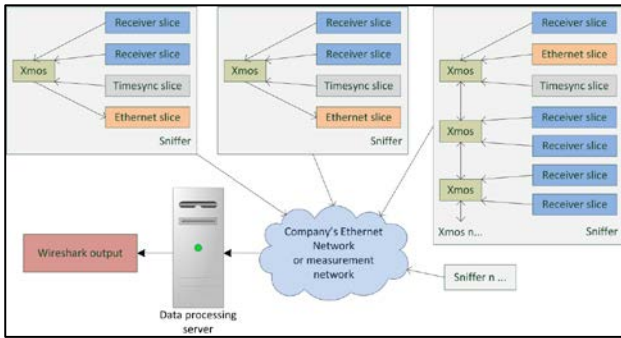 Receiver slice
Receiver slice
Xmos
Timesync slice
Ethernet slice
Sniffer
Receiver slice
Receiver slice
Xmos
Timesync slice
Ethernet slice
Sniffer
Receiver slice
Ethernet slice
Xmos
Timesync slice
Receiver slice
Xmos
Receiver slice
Receiver slice
Xmos
Receiver slice
Xmos n...
Sniffer
Company's Ethernet
Network
or measurement
network
Wireshark output
Sniffer n ...
Data processing
server